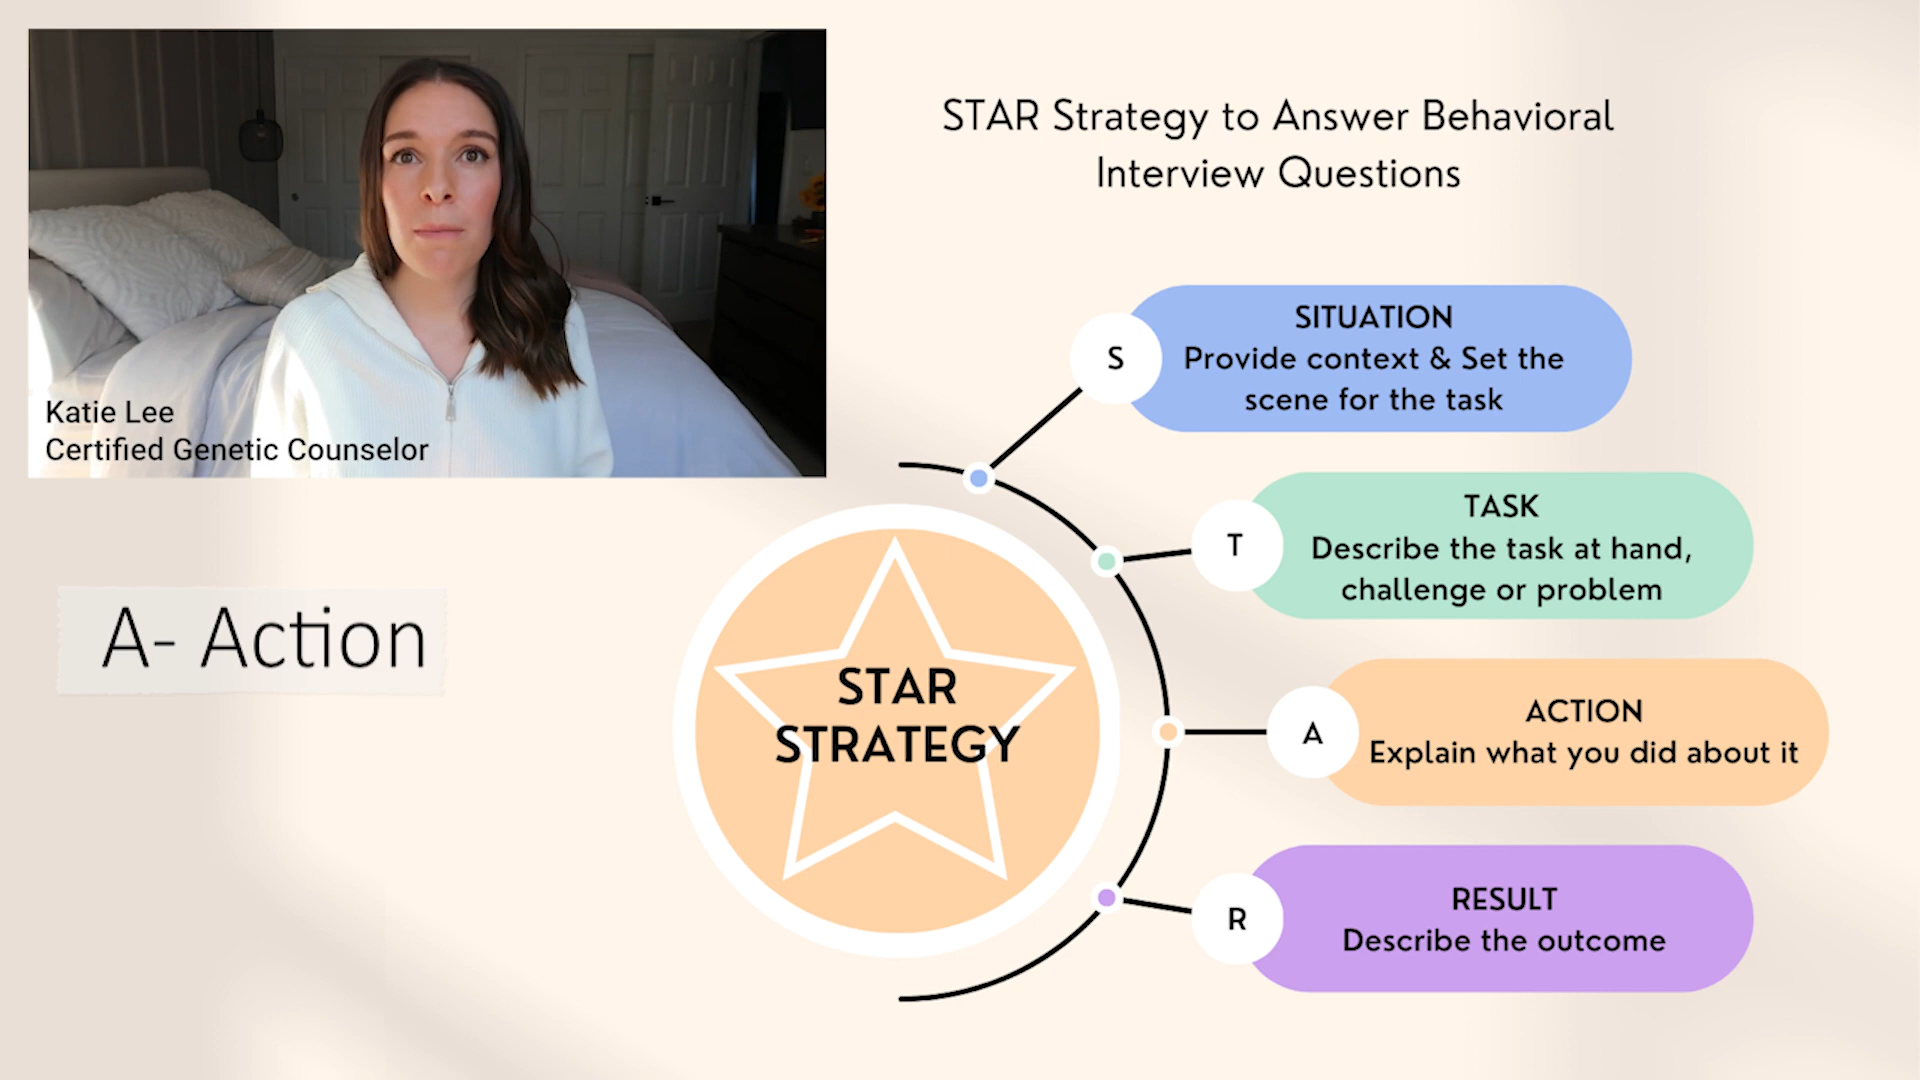 STAR Strategy to Answer Behavioral
Interview Questions
Katie Lee
Certified Genetic Counselor
A- Action
STAR
STRATEGY
S
SITUATION
Provide context & Set the
scene for the task
T
TASK
Describe the task at hand,
challenge or problem
A
ACTION
Explain what you did about it
R
RESULT
Describe the outcome